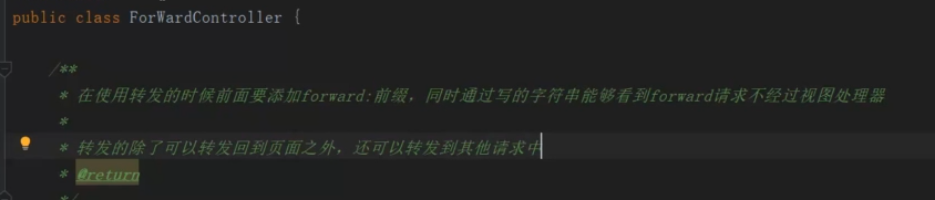 public class ForWardController {
/**
* 在使用转发的时候前面要添加forward:前缀，同时通过写的字符串能够看到forward请求不经过视图处理器
*
* 转发的除了可以转发回到页面之外，还可以转发到其他请求中
* @return
*/